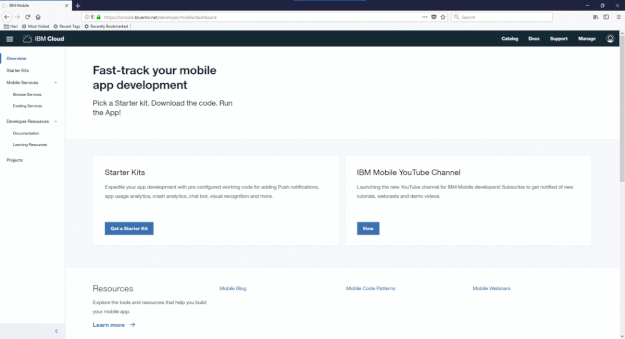 IBM Mobile
https://console.bluemix.net/developer/mobile/dashboard
Search
Most Visited
Recent Tags
Recently Bookmarked
IBM Cloud
Catalog
Docs
Support
Manage
Overview
Starter Kits
Mobile Services
Browse Services
Existing Services
Developer Resources
Documentation
Learning Resources
Projects
Fast-track your mobile
app development
Pick a Starter kit. Download the code. Run
the App!
Starter Kits
Expedite your app development with pre configured working code for adding Push notifications,
app usage analytics, crash analytics, chat bot, visual recognition and more.
Get a Starter Kit
IBM Mobile YouTube Channel
Launching the new YouTube channel for IBM Mobile developers! Subscribe to get notified of new
tutorials, webcasts and demo videos.
View
Resources
Explore the tools and resources that help you build
your mobile app.
Learn more
Mobile Blog
Mobile Code Patterns
Mobile Webinars